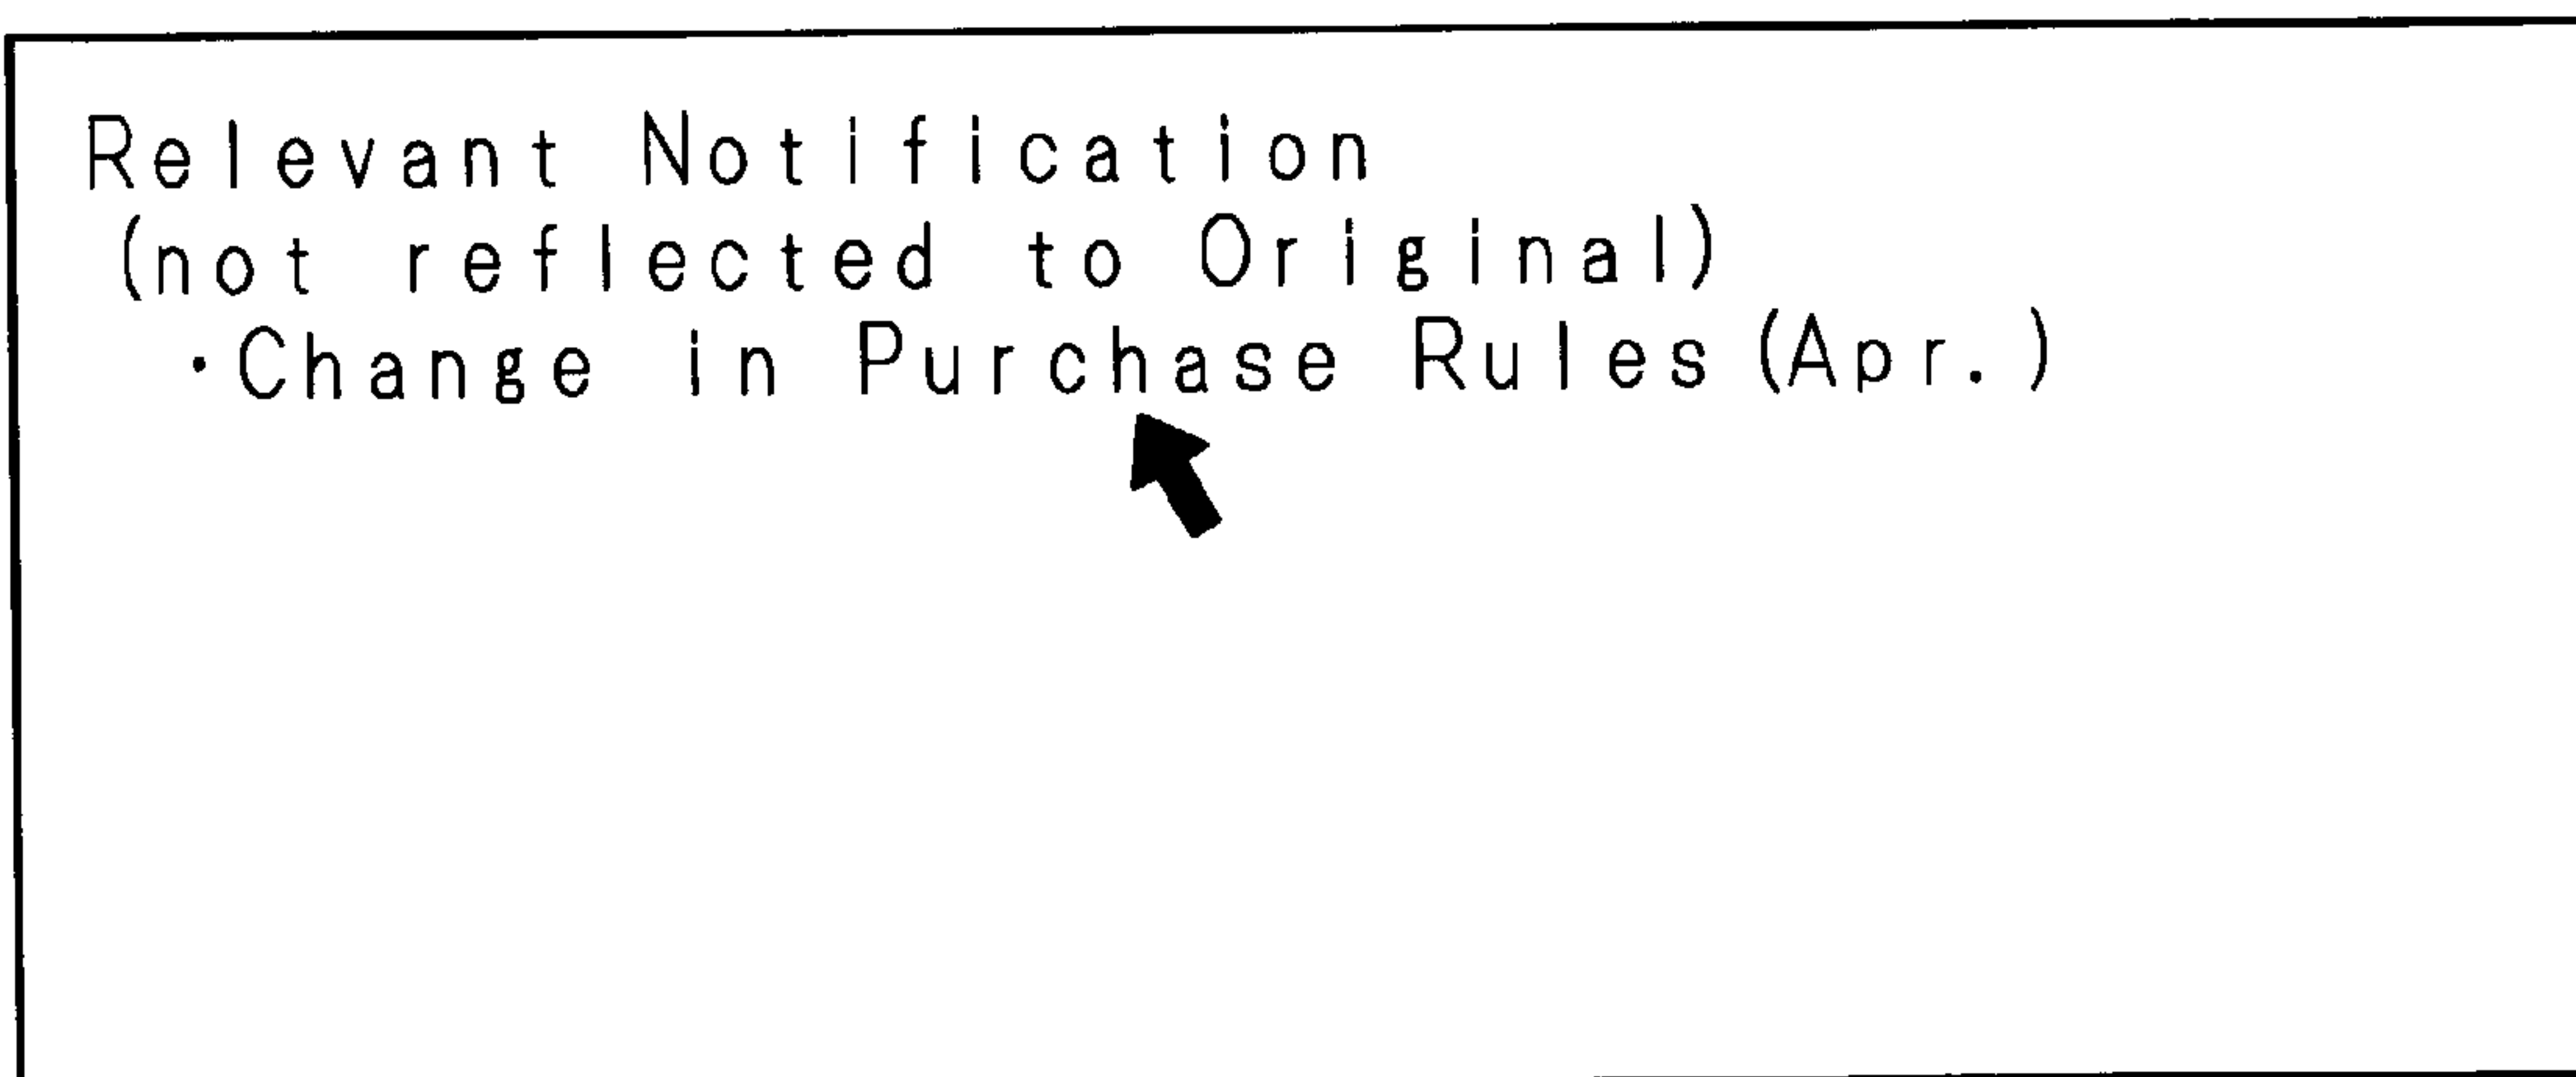 Relevant Notification
(not reflected to Original)
・Change in Purchase Rules(Apr.)